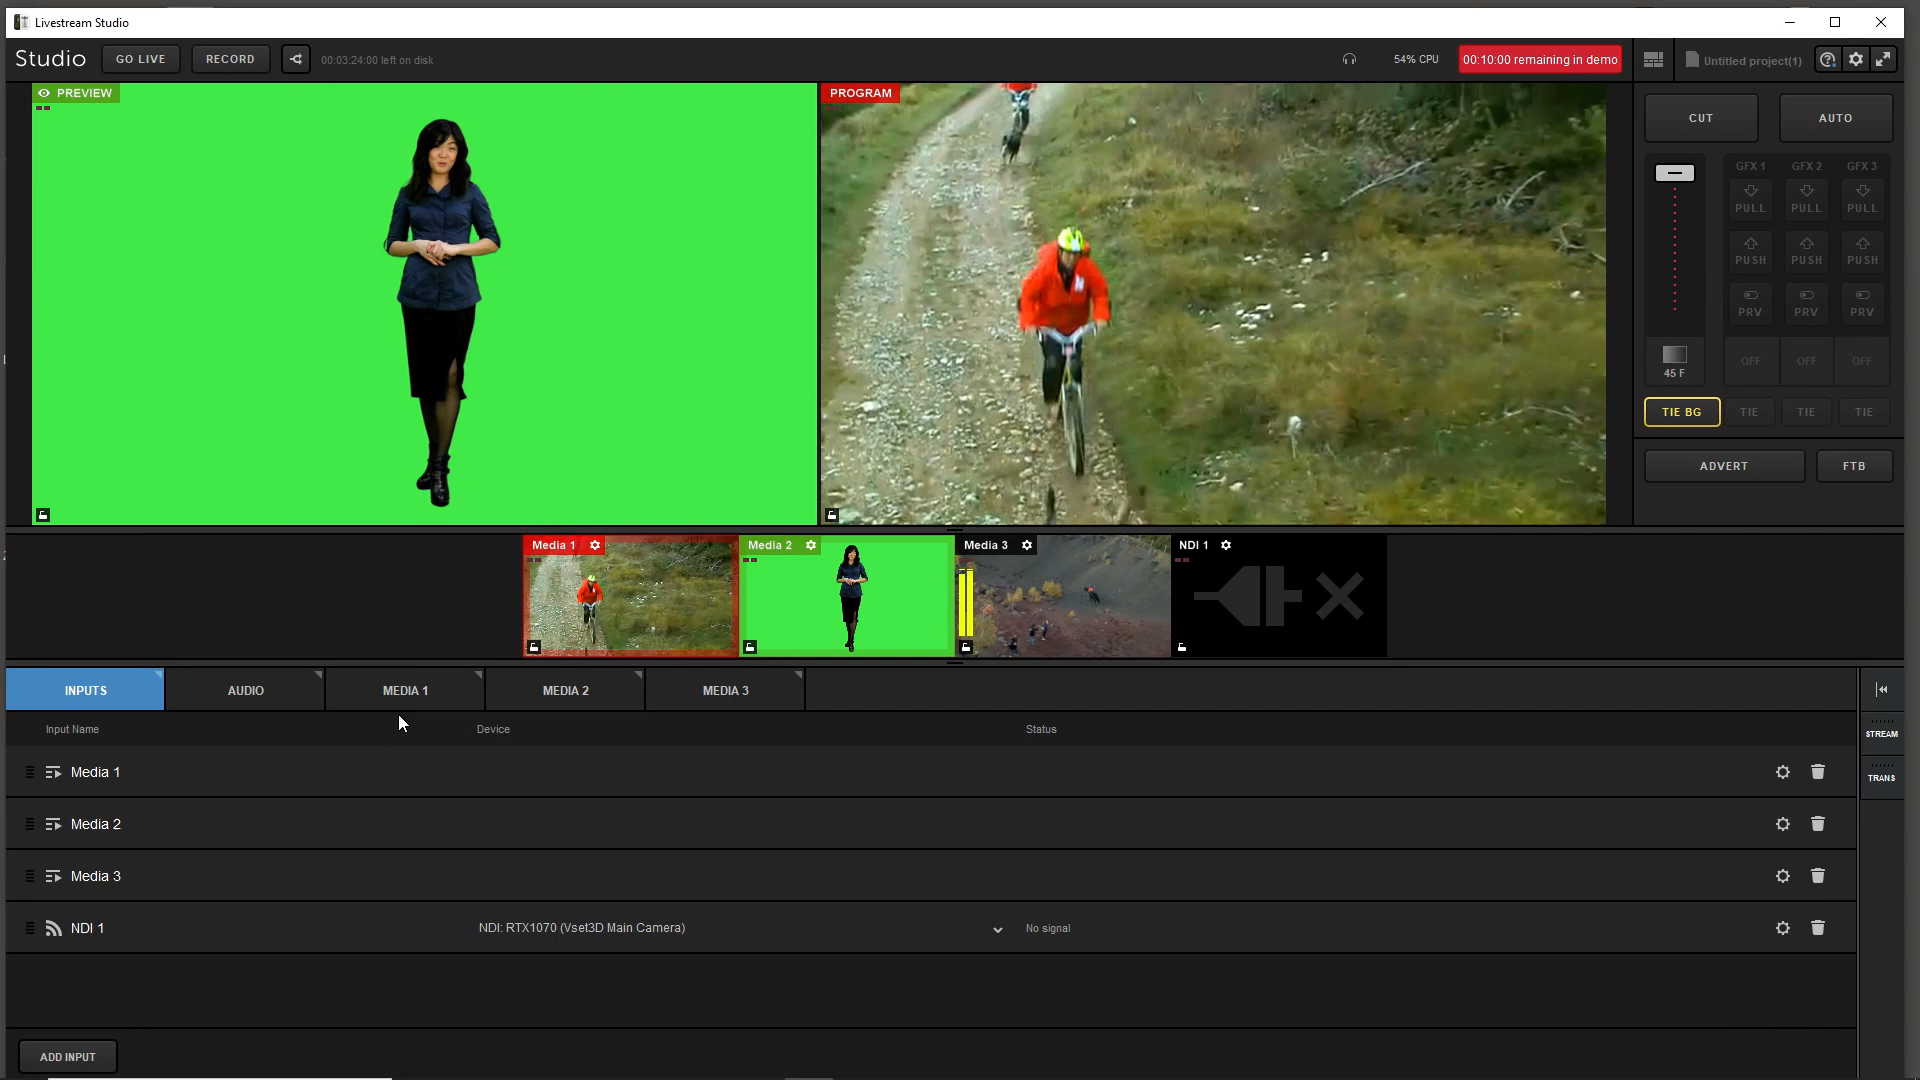 Livestream Studio
Studio GO LIVE RECORD 00:03:24:00 left on disk 54% CPU 00:10:00 remaining in demo Untitled project(1)
PREVIEW PROGRAM
CUT AUTO
GFX 1 GFX 2 GFX 3
PULL PULL PULL
PUSH PUSH PUSH
PRV PRV PRV
45 F OFF OFF OFF
TIE BG TIE TIE TIE
ADVERT FTB
Media 1 Media 2 Media 3 NDI 1
INPUTS AUDIO MEDIA 1 MEDIA 2 MEDIA 3
Input Name Device Status
STREAM
TRANS
Media 1
Media 2
Media 3
NDI 1 NDI: RTX1070 (Vset3D Main Camera) No signal
ADD INPUT